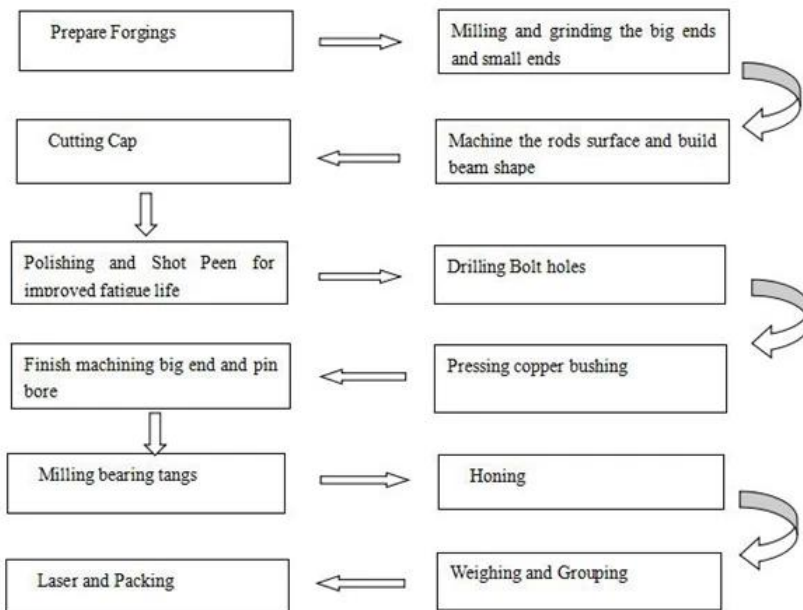 Prepare Forgings
Milling and grinding the big ends
and small ends
Machine the rods surface and build
beam shape
Cutting Cap
Polishing and Shot Peen for
improved fatigue life
Drilling Bolt holes
Pressing copper bushing
Finish machining big end and pin
bore
Milling bearing tangs
Honing
Weighing and Grouping
Laser and Packing